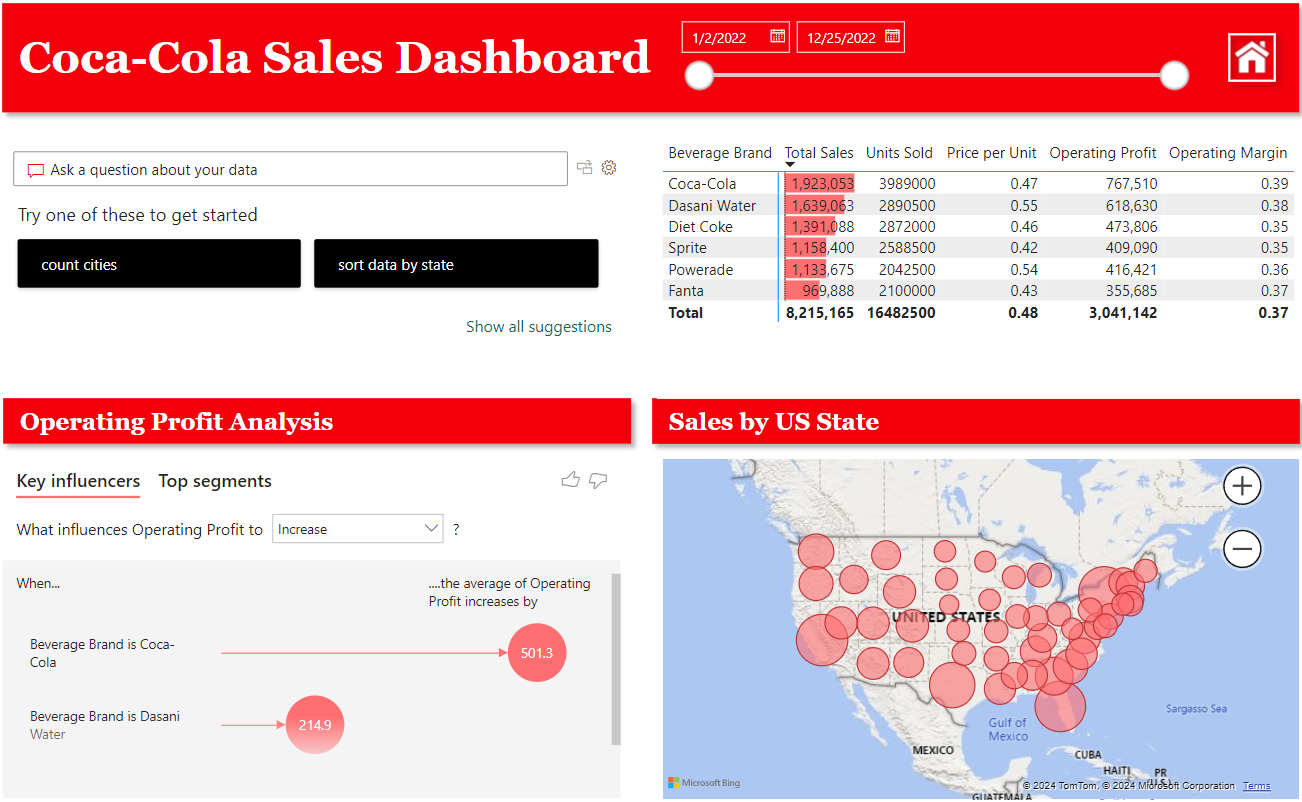 Coca-Cola Sales Dashboard
1/2/2022
12/25/2022
Ask a question about your data
Try one of these to get started
count cities
sort data by state
Show all suggestions
Beverage Brand Total Sales Units Sold Price per Unit Operating Profit Operating Margin
Coca-Cola 1,923,053 3989000 0.47 767,510 0.39
Dasani Water 1,639,063 2890500 0.55 618,630 0.38
Diet Coke 1,391,088 2872000 0.46 473,806 0.35
Sprite 1,158,400 2588500 0.42 409,090 0.35
Powerade 1,133,675 2042500 0.54 416,421 0.36
Fanta 969,888 2100000 0.43 355,685 0.37
Total 8,215,165 16482500 0.48 3,041,142 0.37
Operating Profit Analysis
Key influencers Top segments
What influences Operating Profit to Increase ?
When...
....the average of Operating
Profit increases by
Beverage Brand is Coca-
Cola
501.3
Beverage Brand is Dasani
Water
214.9
Sales by US State
UNITED STATES
Sargasso Sea
Gulf of
Mexico
MEXICO
CUBA
HAITI
PR
(U.S.)
GUATEMALA
Microsoft Bing
© 2024 TomTom, © 2024 Microsoft Corporation Terms